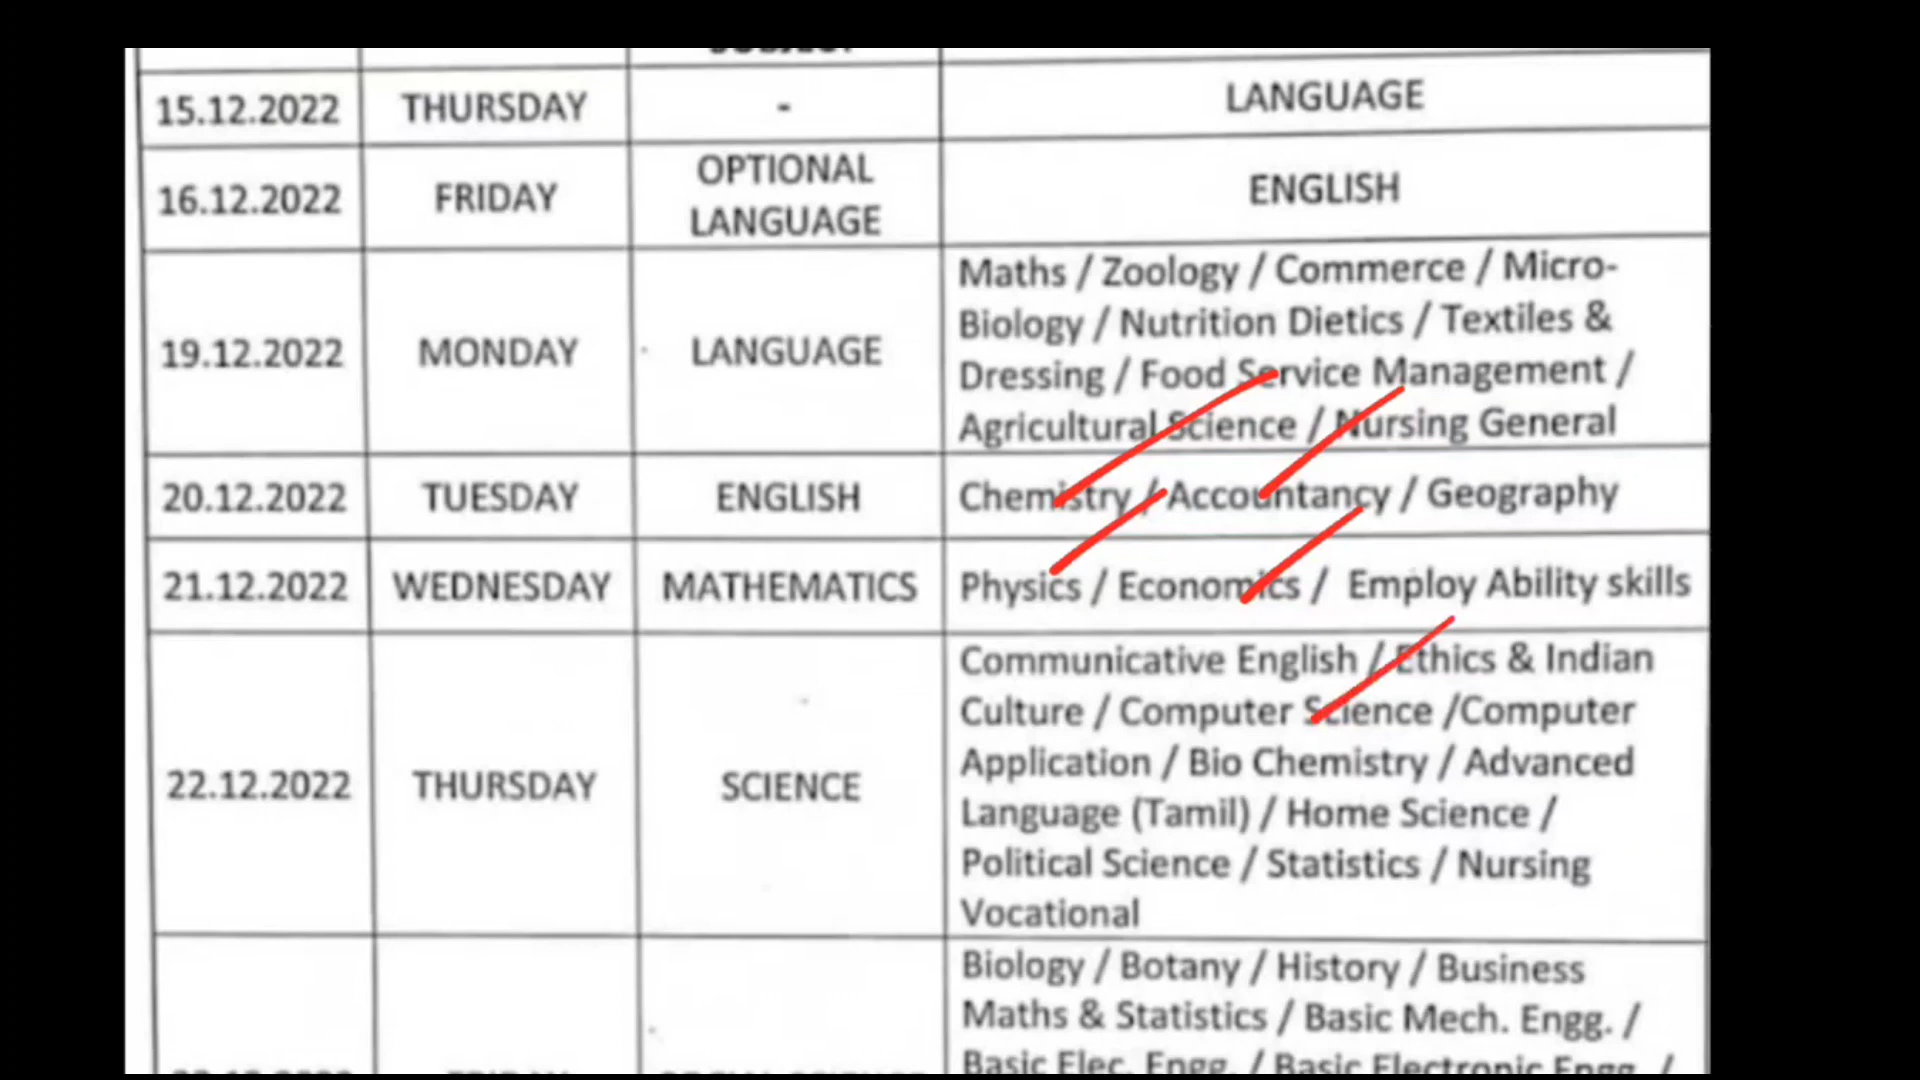 SUBJECT
15.12.2022 THURSDAY - LANGUAGE
16.12.2022 FRIDAY OPTIONAL LANGUAGE ENGLISH
19.12.2022 MONDAY LANGUAGE Maths / Zoology / Commerce / Micro-
Biology / Nutrition Dietics / Textiles &
Dressing / Food Service Management /
Agricultural Science / Nursing General
20.12.2022 TUESDAY ENGLISH Chemistry / Accountancy / Geography
21.12.2022 WEDNESDAY MATHEMATICS Physics / Economics / Employ Ability skills
22.12.2022 THURSDAY SCIENCE Communicative English / Ethics & Indian
Culture / Computer Science /Computer
Application / Bio Chemistry / Advanced
Language (Tamil) / Home Science /
Political Science / Statistics / Nursing
Vocational
Biology / Botany / History / Business
Maths & Statistics / Basic Mech. Engg. /
Basic Elec. Engg. / Basic Electronic Engg. /